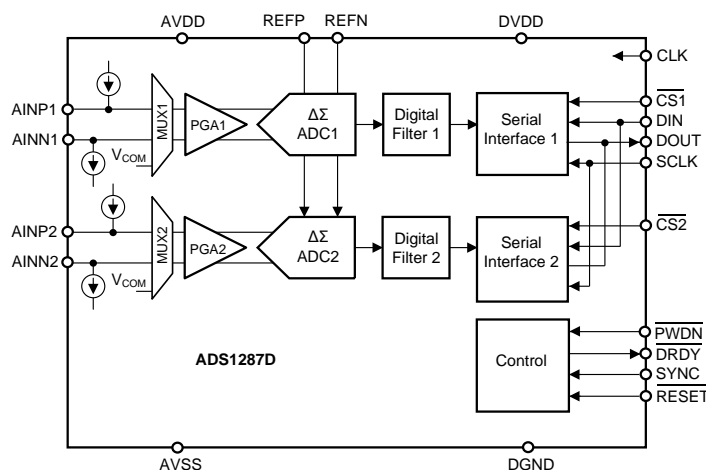 AVDD
REFP
REFN
DVDD
CLK
AINP1
AINN1
MUX1
VCOM
PGA1
ΔΣ
ADC1
Digital
Filter 1
Serial
Interface 1
CS1
DIN
DOUT
SCLK
AINP2
AINN2
MUX2
VCOM
PGA2
ΔΣ
ADC2
Digital
Filter 2
Serial
Interface 2
CS2
ADS1287D
Control
PWDN
DRDY
SYNC
RESET
AVSS
DGND